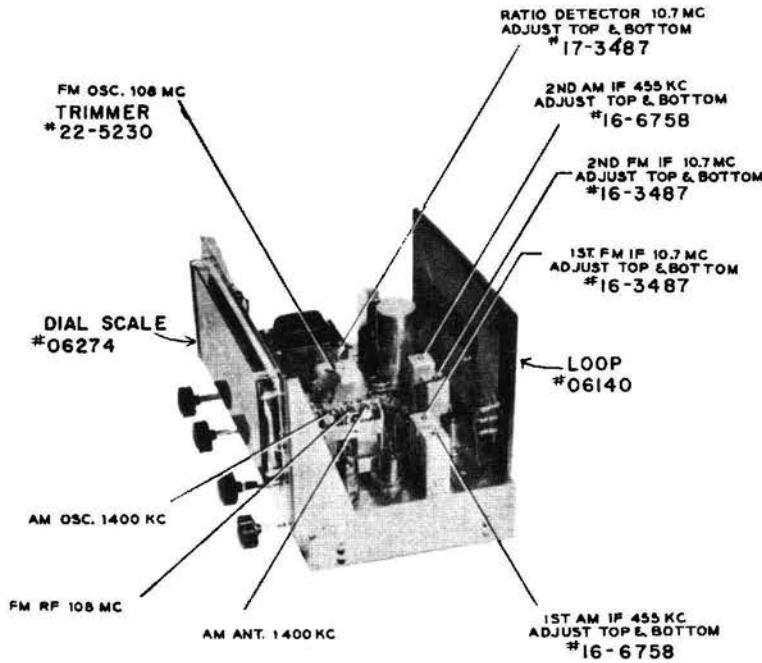 RATIO DETECTOR 10.7 MC
ADJUST TOP & BOTTOM
#17-3487
FM OSC. 108 MC
TRIMMER
#22-5230
2ND AM IF 455 KC
ADJUST TOP & BOTTOM
#16-6758
2ND FM IF 10.7 MC
ADJUST TOP & BOTTOM
#16-3487
1ST. FM IF 10.7 MC
ADJUST TOP & BOTTOM
#16-3487
DIAL SCALE
#06274
LOOP
#06140
AM OSC. 1400 KC
FM RF 108 MC
AM ANT. 1400 KC
1ST AM IF 455 KC
ADJUST TOP & BOTTOM
#16-6758